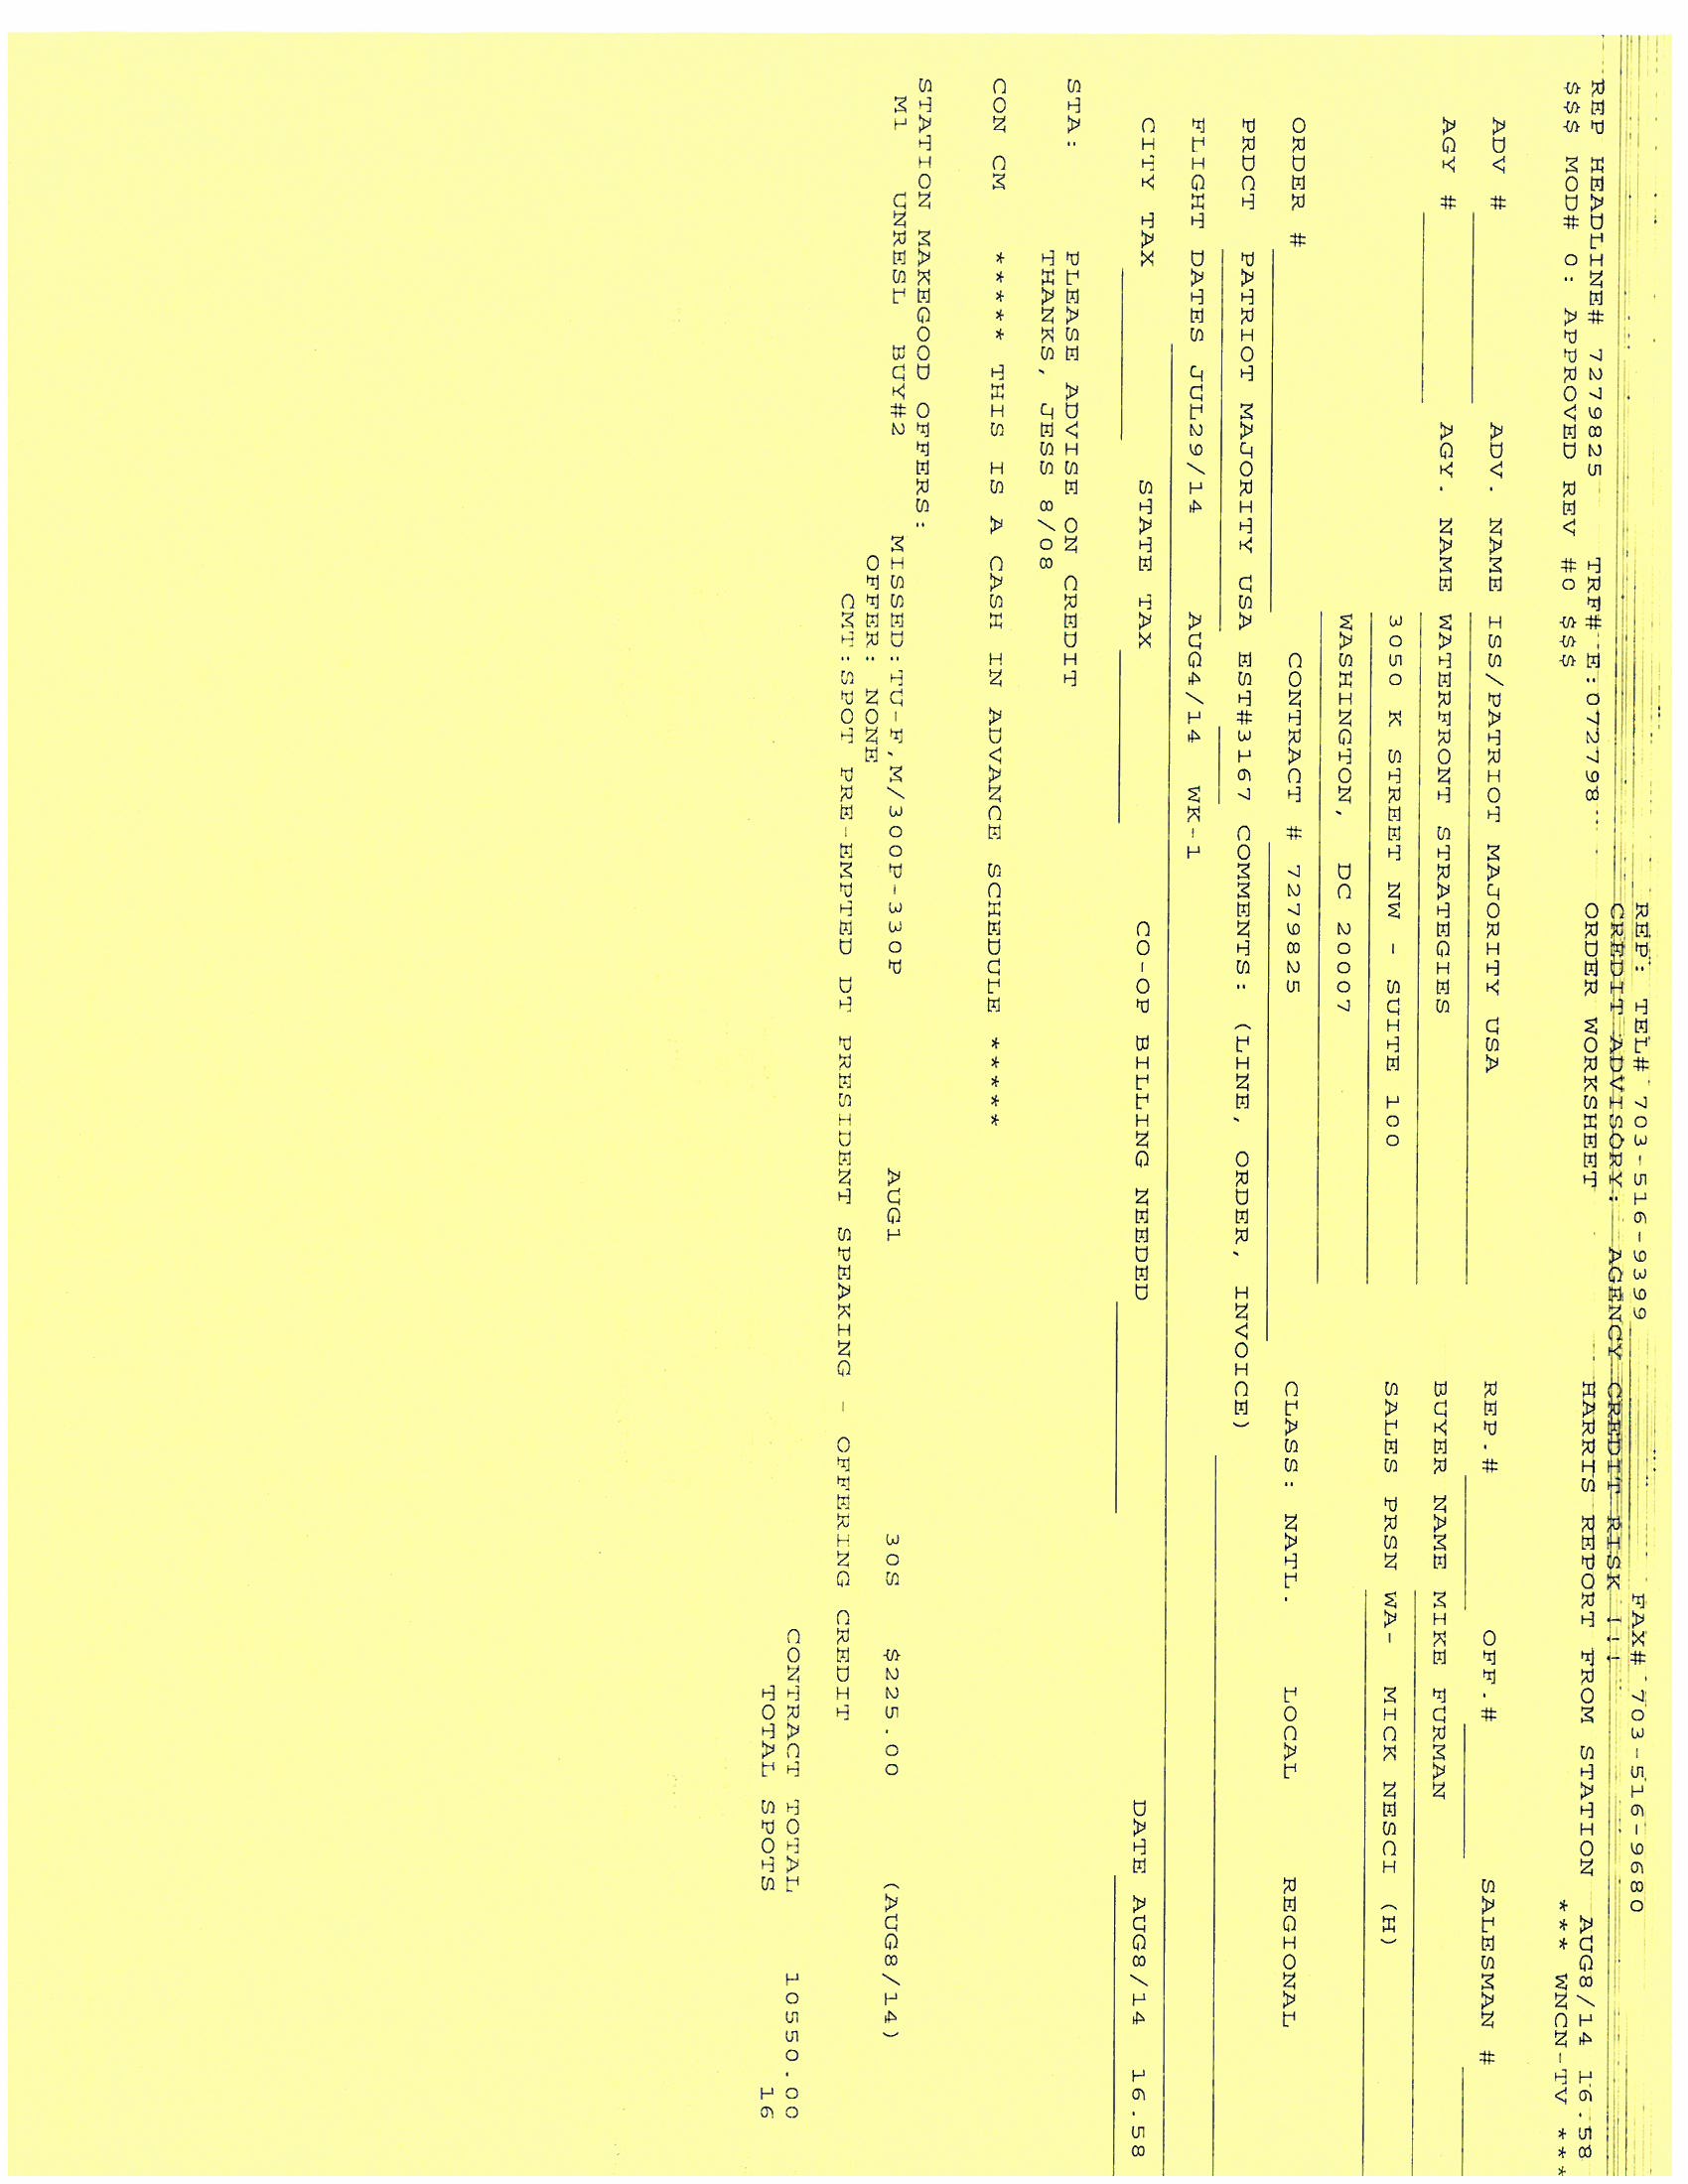 REP: TEL# 703-516-9399 FAX# 703-516-9680
CREDIT ADVISORY: AGENCY CREDIT RISK !!!
REP HEADLINE# 7279825 TRF# E:072798 ORDER WORKSHEET HARRIS REPORT FROM STATION AUG8/14 16.58
$$$ MOD# 0: APPROVED REV #0 $$$ *** WNCN-TV ***
ADV # ADV. NAME ISS/PATRIOT MAJORITY USA REP.# OFF.# SALESMAN #
AGY # AGY. NAME WATERFRONT STRATEGIES BUYER NAME MIKE FURMAN
3050 K STREET NW - SUITE 100 SALES PRSN WA- MICK NESCI (H)
WASHINGTON, DC 20007
ORDER # CONTRACT # 7279825 CLASS: NATL. LOCAL REGIONAL
PRDCT PATRIOT MAJORITY USA EST#3167 COMMENTS: (LINE, ORDER, INVOICE)
FLIGHT DATES JUL29/14 AUG4/14 WK-1
CITY TAX STATE TAX CO-OP BILLING NEEDED DATE AUG8/14 16.58
STA: PLEASE ADVISE ON CREDIT
THANKS, JESS 8/08
CON CM ***** THIS IS A CASH IN ADVANCE SCHEDULE *****
STATION MAKEGOOD OFFERS:
M1 UNRESL BUY#2 MISSED:TU-F,M/300P-330P AUG1 30S $225.00 (AUG8/14)
OFFER: NONE
CMT:SPOT PRE-EMPTED DT PRESIDENT SPEAKING - OFFERING CREDIT
CONTRACT TOTAL 10550.00
TOTAL SPOTS 16